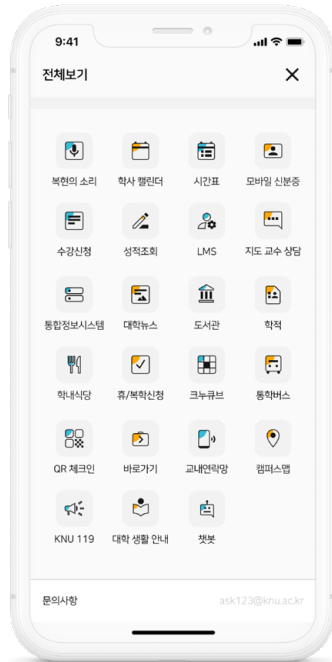 9:41
전체보기
복현의 소리 학사 캘린더 시간표 모바일 신분증
수강신청 성적조회 LMS 지도 교수 상담
통합정보시스템 대학뉴스 도서관 학적
학내식당 휴/복학신청 크누큐브 통학버스
QR 체크인 바로가기 교내연락망 캠퍼스맵
KNU 119 대학 생활 안내 챗봇
문의사항 ask123@knu.ac.kr